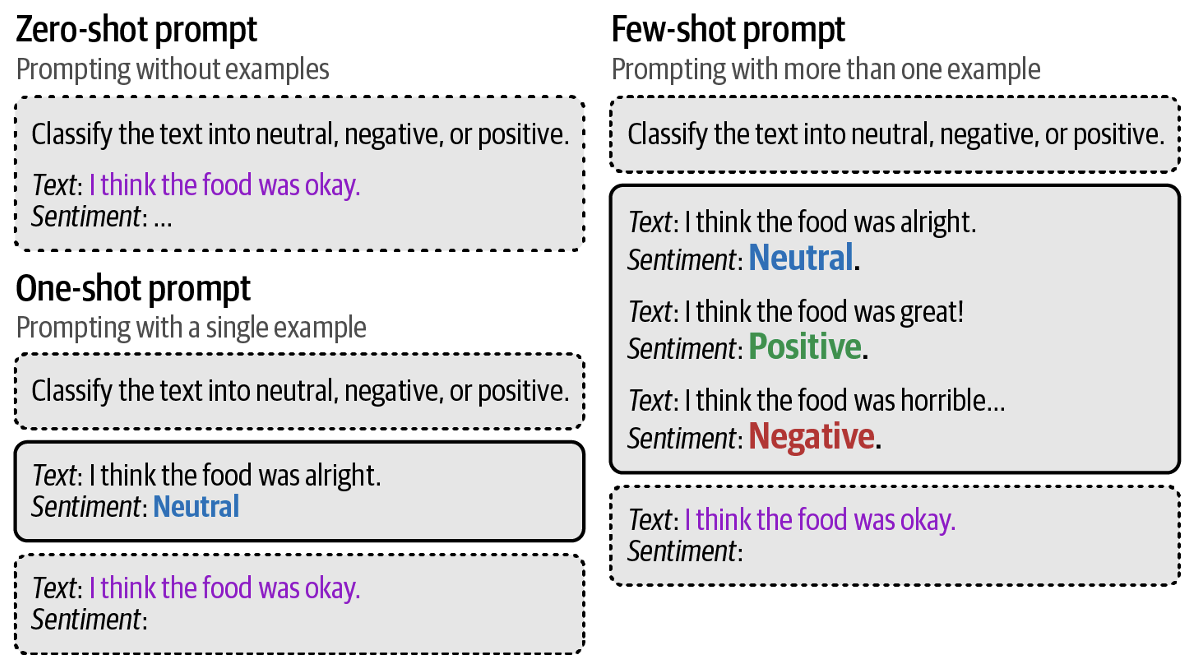 Zero-shot prompt
Prompting without examples
Classify the text into neutral, negative, or positive.
Text: I think the food was okay.
Sentiment: ...
One-shot prompt
Prompting with a single example
Classify the text into neutral, negative, or positive.
Text: I think the food was alright.
Sentiment: Neutral
Text: I think the food was okay.
Sentiment:
Few-shot prompt
Prompting with more than one example
Classify the text into neutral, negative, or positive.
Text: I think the food was alright.
Sentiment: Neutral.
Text: I think the food was great!
Sentiment: Positive.
Text: I think the food was horrible...
Sentiment: Negative.
Text: I think the food was okay.
Sentiment: